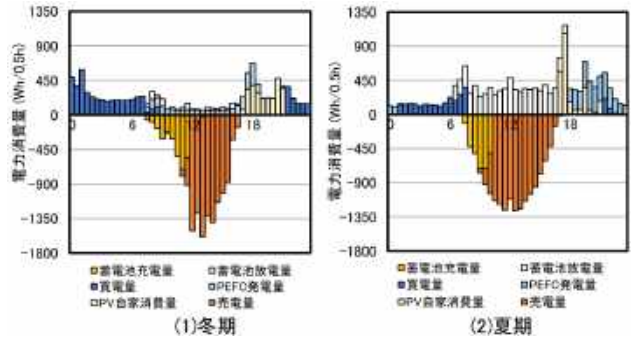 電力消費量 (Wh/0.5h)
1350
900
450
0
-450
-900
-1350
-1800
0
6
12
18
蓄電池充電量
蓄電池放電量
買電量
PEFC発電量
PV自家消費量
売電量
(1)冬期
電力消費量 (Wh/0.5h)
1350
900
450
0
-450
-900
-1350
-1800
0
6
12
18
蓄電池充電量
蓄電池放電量
買電量
PEFC発電量
PV自家消費量
売電量
(2)夏期